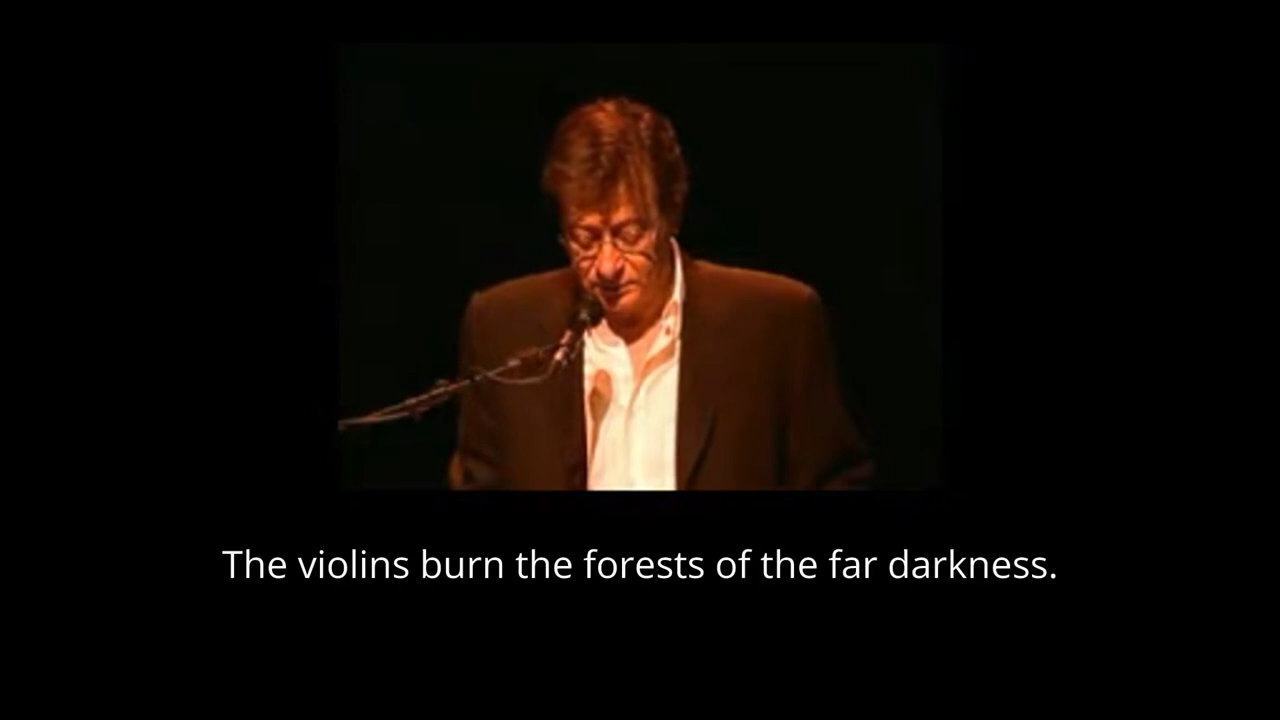 The violins burn the forests of the far darkness.